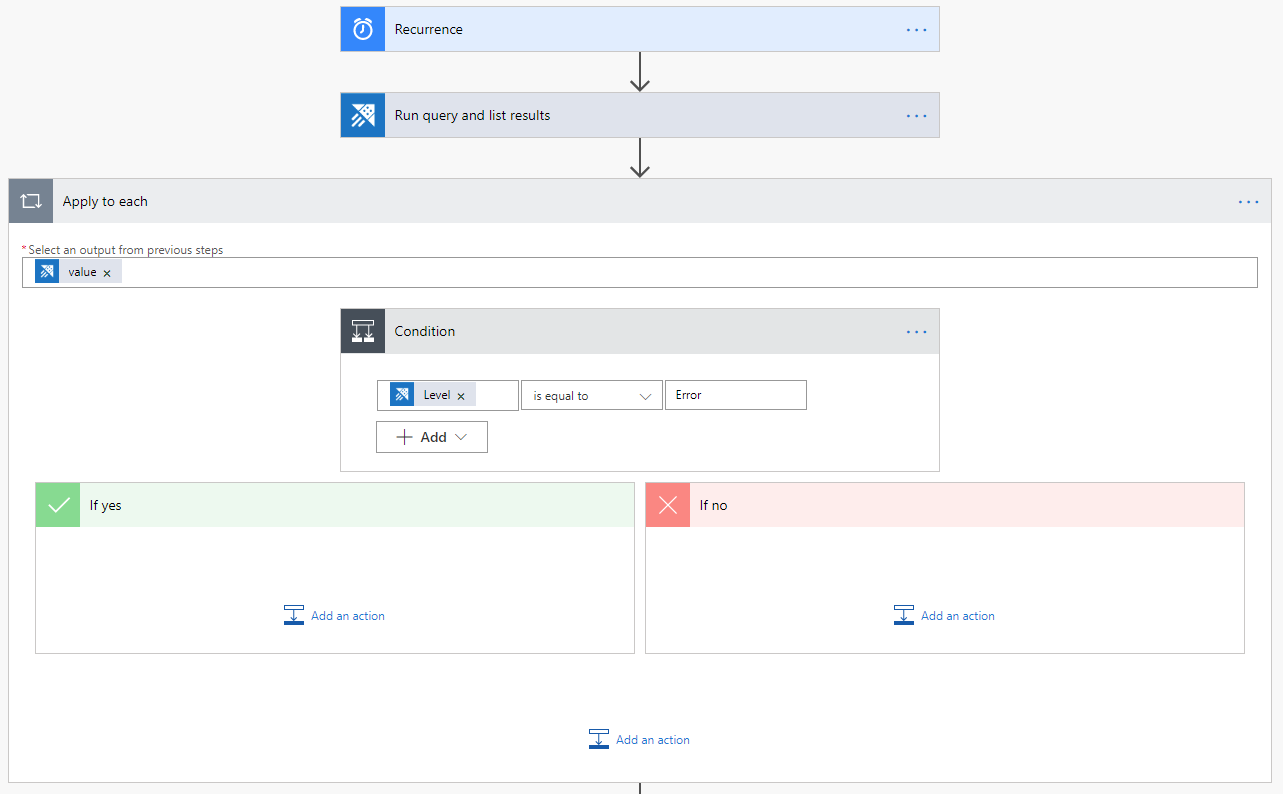 Recurrence
Run query and list results
Apply to each
*Select an output from previous steps
value ×
Condition
Level × is equal to Error
+ Add
If yes If no
Add an action Add an action
Add an action